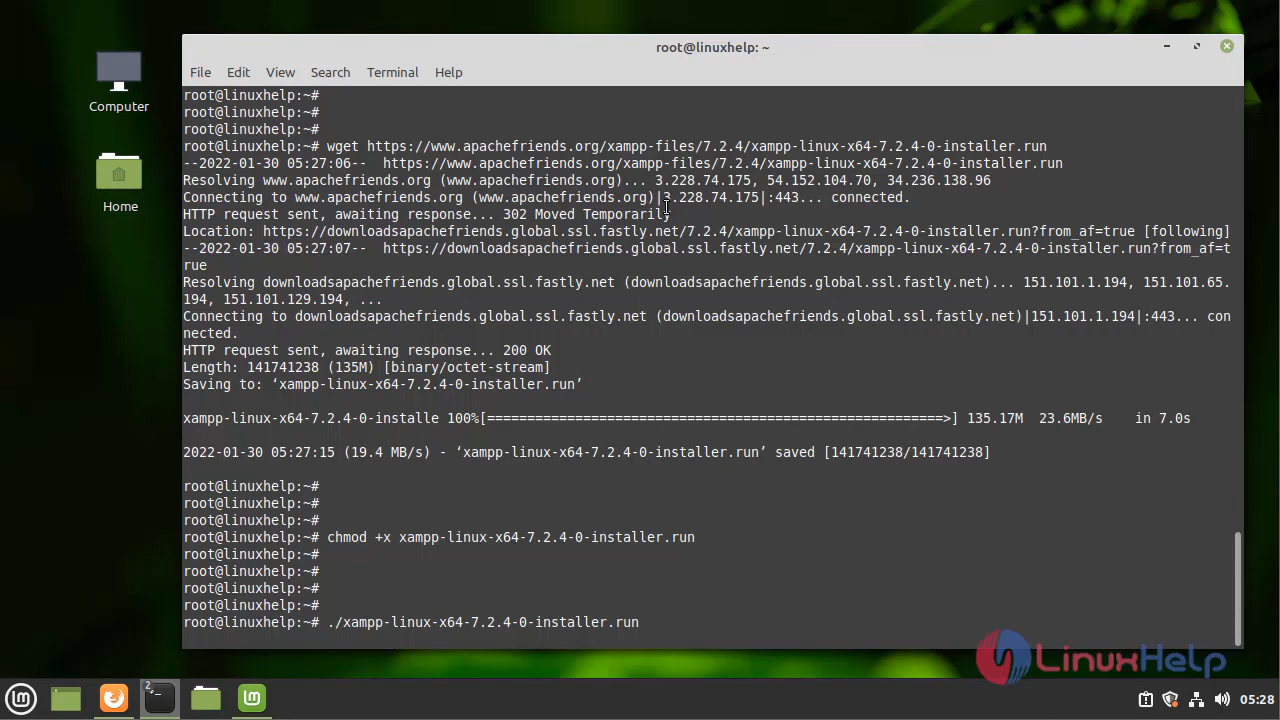 root@linuxhelp: ~
File Edit View Search Terminal Help
Computer
Home
root@linuxhelp:~#
root@linuxhelp:~#
root@linuxhelp:~#
root@linuxhelp:~# wget https://www.apachefriends.org/xampp-files/7.2.4/xampp-linux-x64-7.2.4-0-installer.run
--2022-01-30 05:27:06-- https://www.apachefriends.org/xampp-files/7.2.4/xampp-linux-x64-7.2.4-0-installer.run
Resolving www.apachefriends.org (www.apachefriends.org)... 3.228.74.175, 54.152.104.70, 34.236.138.96
Connecting to www.apachefriends.org (www.apachefriends.org)|3.228.74.175|:443... connected.
HTTP request sent, awaiting response... 302 Moved Temporarily
Location: https://downloadsapachefriends.global.ssl.fastly.net/7.2.4/xampp-linux-x64-7.2.4-0-installer.run?from_af=true [following]
--2022-01-30 05:27:07-- https://downloadsapachefriends.global.ssl.fastly.net/7.2.4/xampp-linux-x64-7.2.4-0-installer.run?from_af=t
rue
Resolving downloadsapachefriends.global.ssl.fastly.net (downloadsapachefriends.global.ssl.fastly.net)... 151.101.1.194, 151.101.65.
194, 151.101.129.194, ...
Connecting to downloadsapachefriends.global.ssl.fastly.net (downloadsapachefriends.global.ssl.fastly.net)|151.101.1.194|:443... con
nected.
HTTP request sent, awaiting response... 200 OK
Length: 141741238 (135M) [binary/octet-stream]
Saving to: ‘xampp-linux-x64-7.2.4-0-installer.run’
xampp-linux-x64-7.2.4-0-installe 100%[=========================================================>] 135.17M 23.6MB/s in 7.0s
2022-01-30 05:27:15 (19.4 MB/s) - ‘xampp-linux-x64-7.2.4-0-installer.run’ saved [141741238/141741238]
root@linuxhelp:~#
root@linuxhelp:~#
root@linuxhelp:~#
root@linuxhelp:~# chmod +x xampp-linux-x64-7.2.4-0-installer.run
root@linuxhelp:~#
root@linuxhelp:~#
root@linuxhelp:~#
root@linuxhelp:~#
root@linuxhelp:~# ./xampp-linux-x64-7.2.4-0-installer.run
LinuxHelp
2
05:28